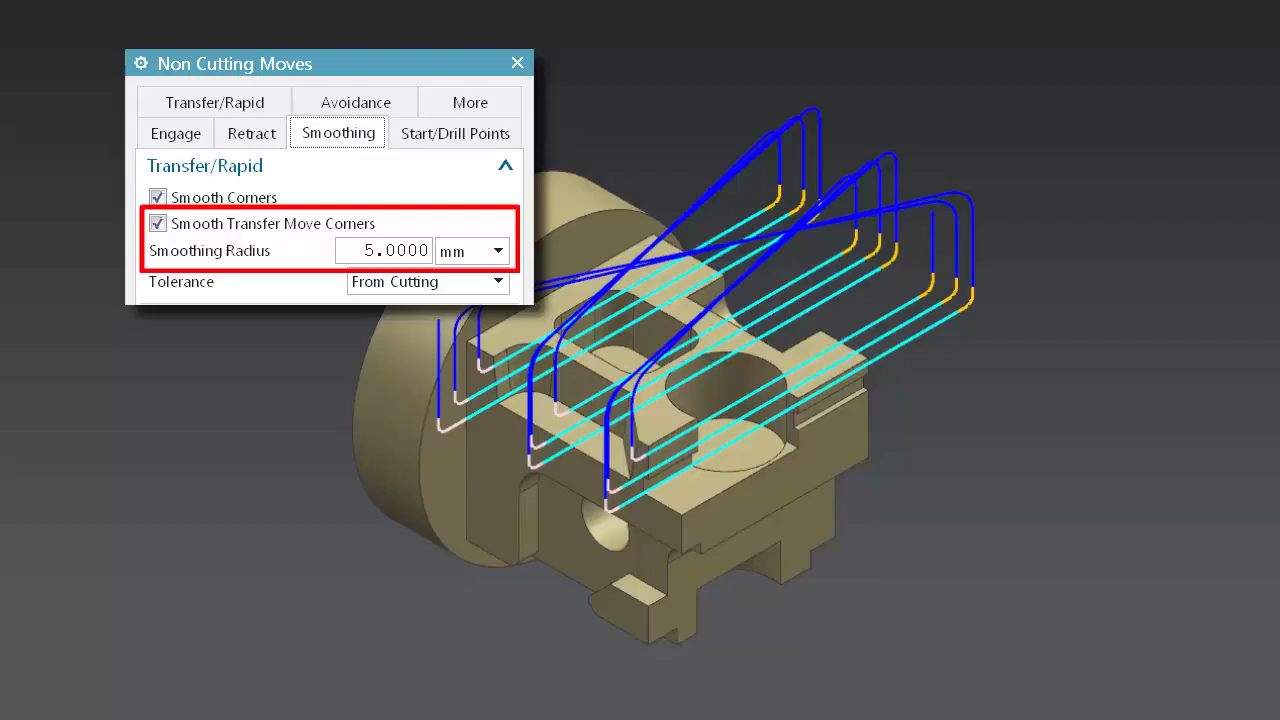 Non Cutting Moves
Transfer/Rapid Avoidance More
Engage Retract Smoothing Start/Drill Points
Transfer/Rapid
Smooth Corners
Smooth Transfer Move Corners
Smoothing Radius 5.0000 mm
Tolerance From Cutting